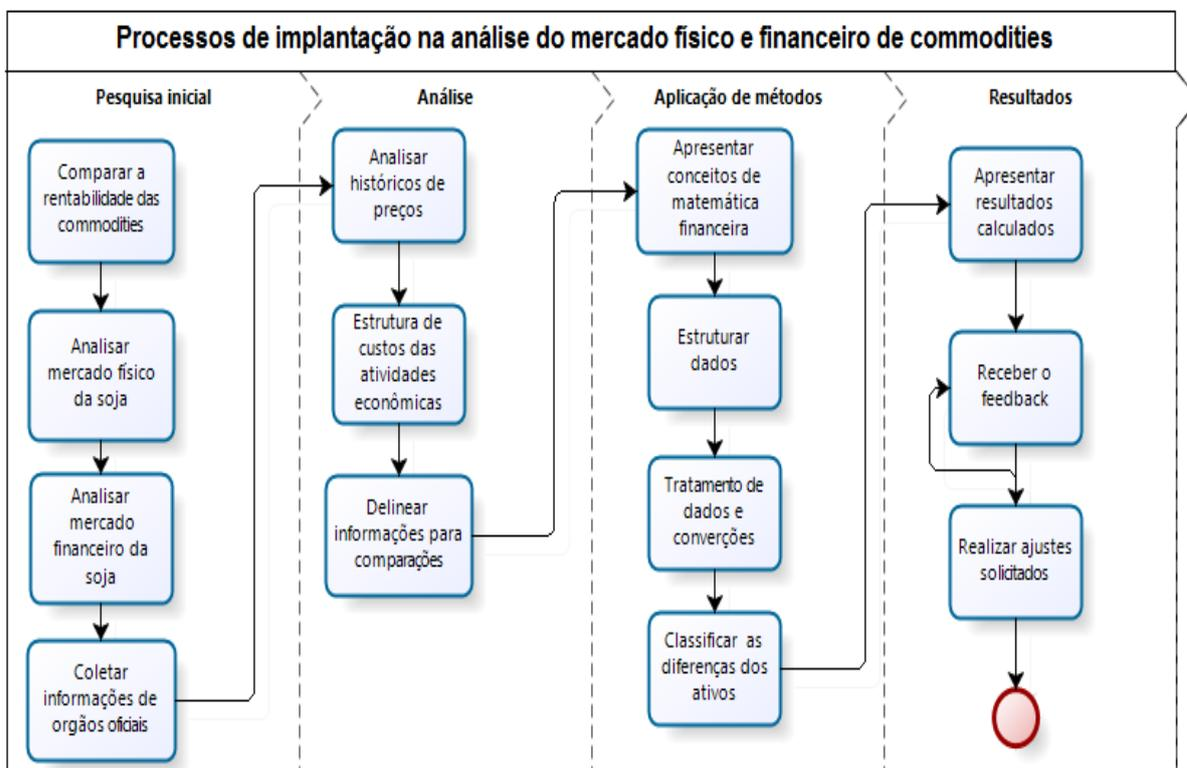 Processos de implantação na análise do mercado físico e financeiro de commodities
Pesquisa inicial
Comparar a
rentabilidade das
commodities
Analisar
mercado físico
da soja
Analisar
mercado
financeiro da
soja
Coletar
informações de
orgãos oficiais
Análise
Analisar
históricos de
preços
Estrutura de
custos das
atividades
econômicas
Delinear
informações para
comparações
Aplicação de métodos
Apresentar
conceitos de
matemática
financeira
Estruturar
dados
Tratamento de
dados e
converções
Classificar as
diferenças dos
ativos
Resultados
Apresentar
resultados
calculados
Receber o
feedback
Realizar ajustes
solicitados